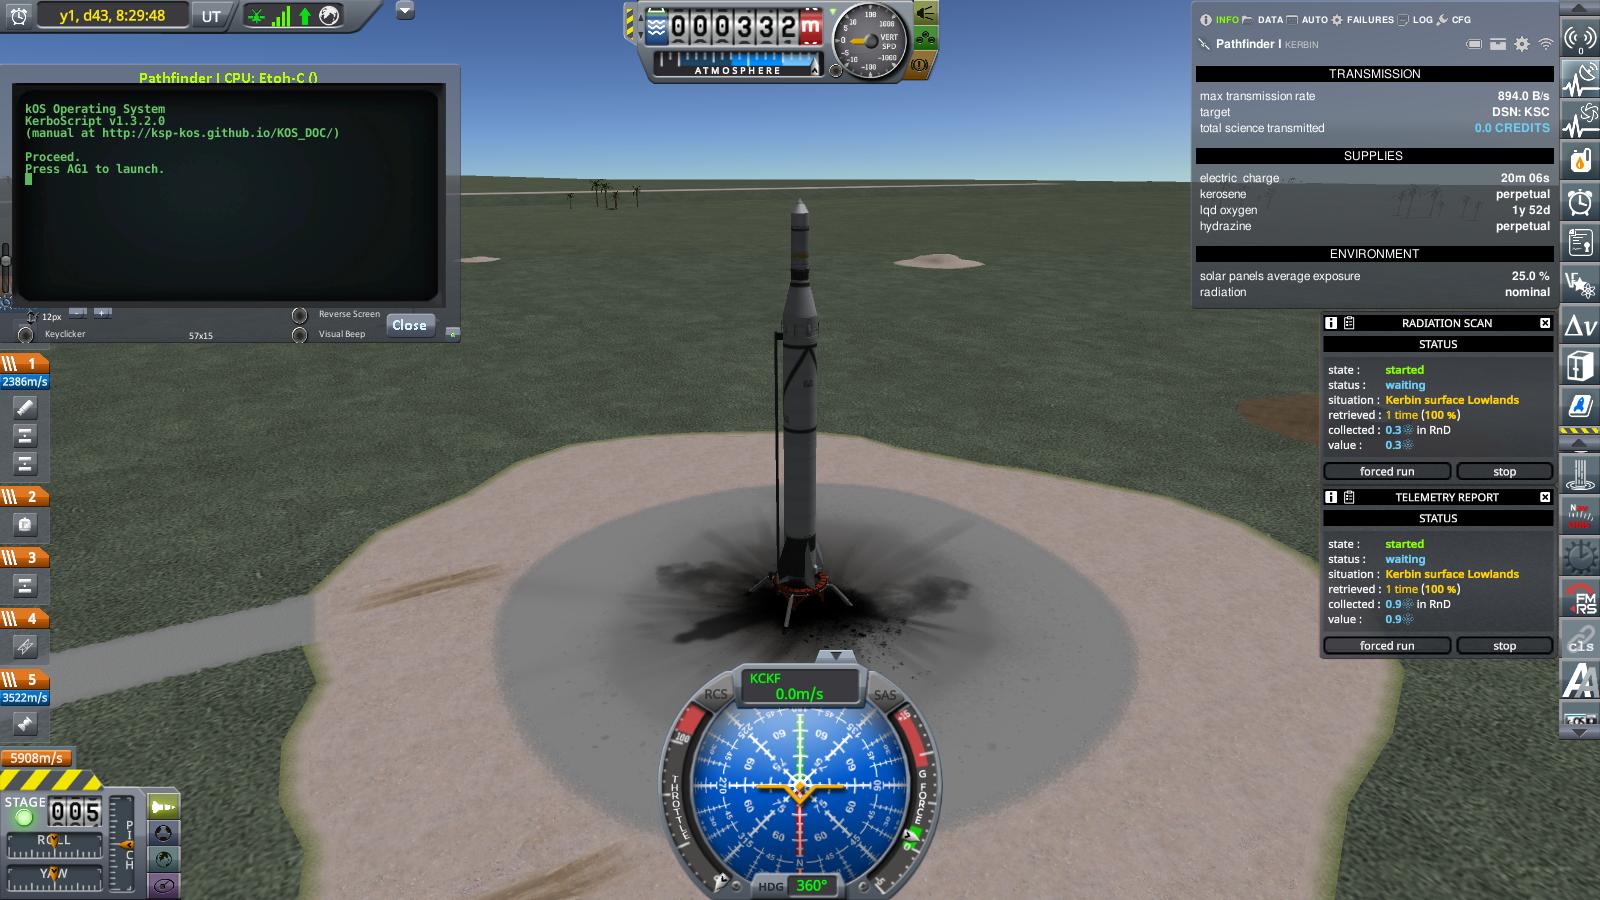 y1, d43, 8:29:48
UT
000332 m
ATMOSPHERE
VERT
SPD
Pathfinder I CPU: Etoh-C ()
kOS Operating System
KerboScript v1.3.2.0
(manual at http://ksp-kos.github.io/KOS_DOC/)
Proceed.
Press AG1 to launch.
12px
Keyclicker
57x15
Reverse Screen
Visual Beep
Close
INFO DATA AUTO FAILURES LOG CFG
Pathfinder I KERBIN
TRANSMISSION
max transmission rate 894.0 B/s
target DSN: KSC
total science transmitted 0.0 CREDITS
SUPPLIES
electric charge 20m 06s
kerosene perpetual
lqd oxygen 1y 52d
hydrazine perpetual
ENVIRONMENT
solar panels average exposure 25.0 %
radiation nominal
RADIATION SCAN
STATUS
state : started
status : waiting
situation : Kerbin surface Lowlands
retrieved : 1 time (100 %)
collected : 0.3 in RnD
value : 0.3
forced run stop
TELEMETRY REPORT
STATUS
state : started
status : waiting
situation : Kerbin surface Lowlands
retrieved : 1 time (100 %)
collected : 0.9 in RnD
value : 0.9
forced run stop
0
Δv
FM
RS
cls
1
2386m/s
2
3
4
5
3522m/s
5908m/s
STAGE
005
ROLL
YAW
PITCH
KCKF
0.0m/s
RCS
SAS
THROTTLE
G FORCE
HDG 360°